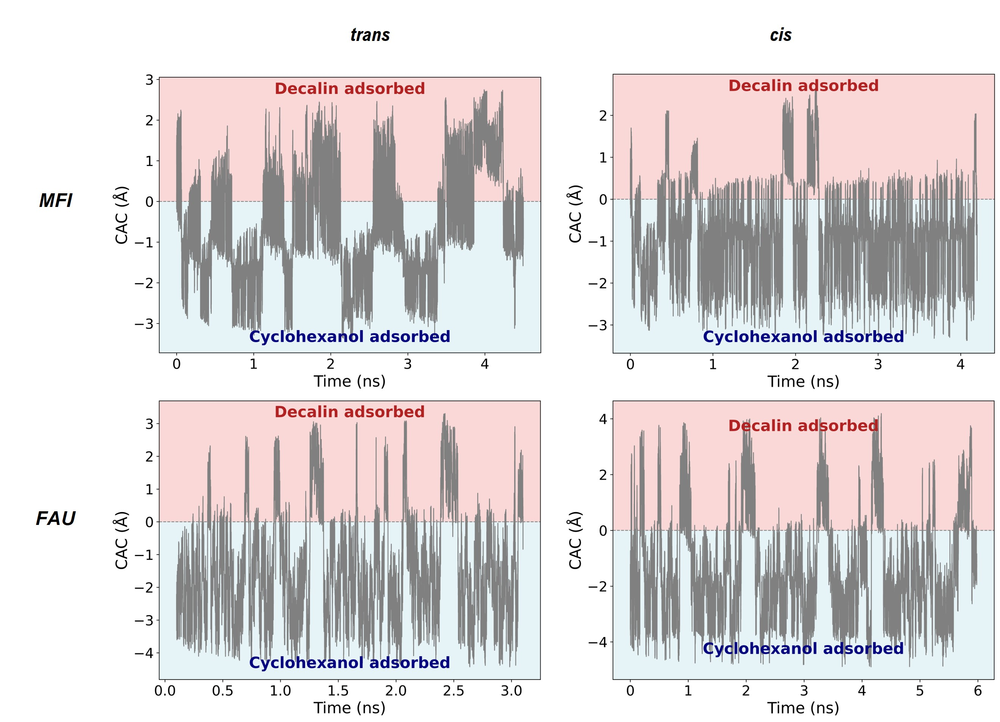 trans
cis
MFI
FAU
Decalin adsorbed
Cyclohexanol adsorbed
CAC (Å)
3
2
1
0
−1
−2
−3
0 1 2 3 4
Time (ns)
Decalin adsorbed
Cyclohexanol adsorbed
CAC (Å)
2
1
0
−1
−2
−3
0 1 2 3 4
Time (ns)
Decalin adsorbed
Cyclohexanol adsorbed
CAC (Å)
3
2
1
0
−1
−2
−3
−4
0.0 0.5 1.0 1.5 2.0 2.5 3.0
Time (ns)
Decalin adsorbed
Cyclohexanol adsorbed
CAC (Å)
4
2
0
−2
−4
0 1 2 3 4 5 6
Time (ns)